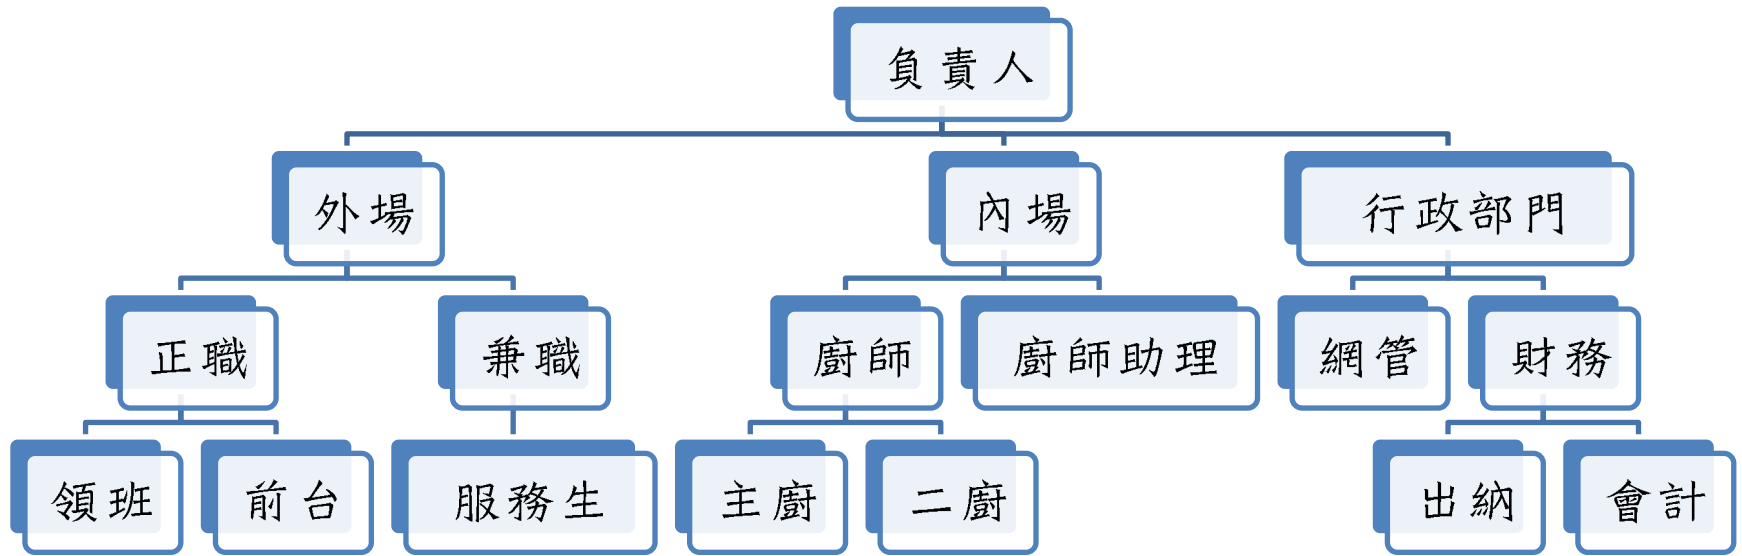 負責人
外場
內場
行政部門
正職
兼職
廚師
廚師助理
網管
財務
領班
前台
服務生
主廚
二廚
出納
會計